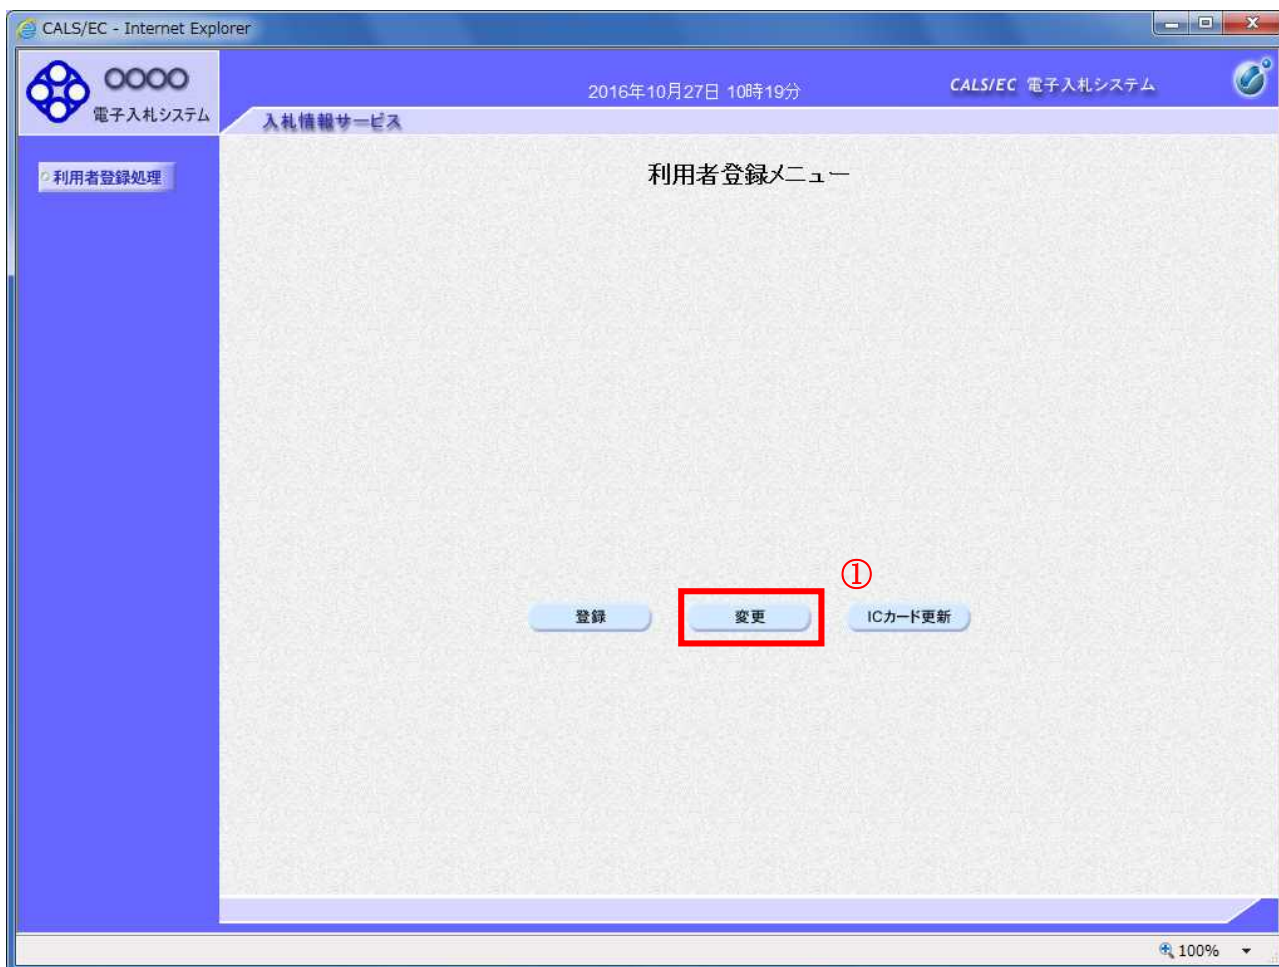 CALS/EC - Internet Explorer
○○○○
電子入札システム
2016年10月27日 10時19分
CALS/EC 電子入札システム
入札情報サービス
利用者登録処理
利用者登録メニュー
①
登録
変更
ICカード更新
100%